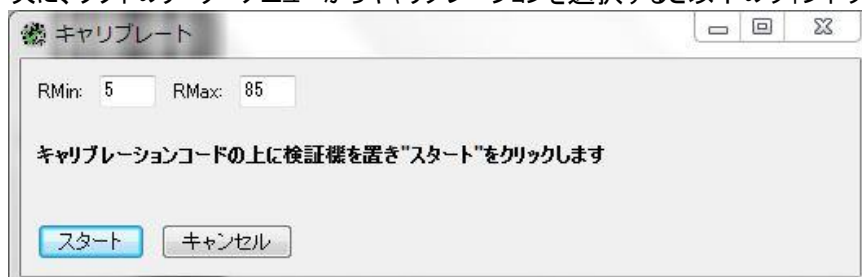 キャリブレート
RMin: 5 RMax: 85
キャリブレーションコードの上に検証機を置き"スタート"をクリックします
スタート キャンセル